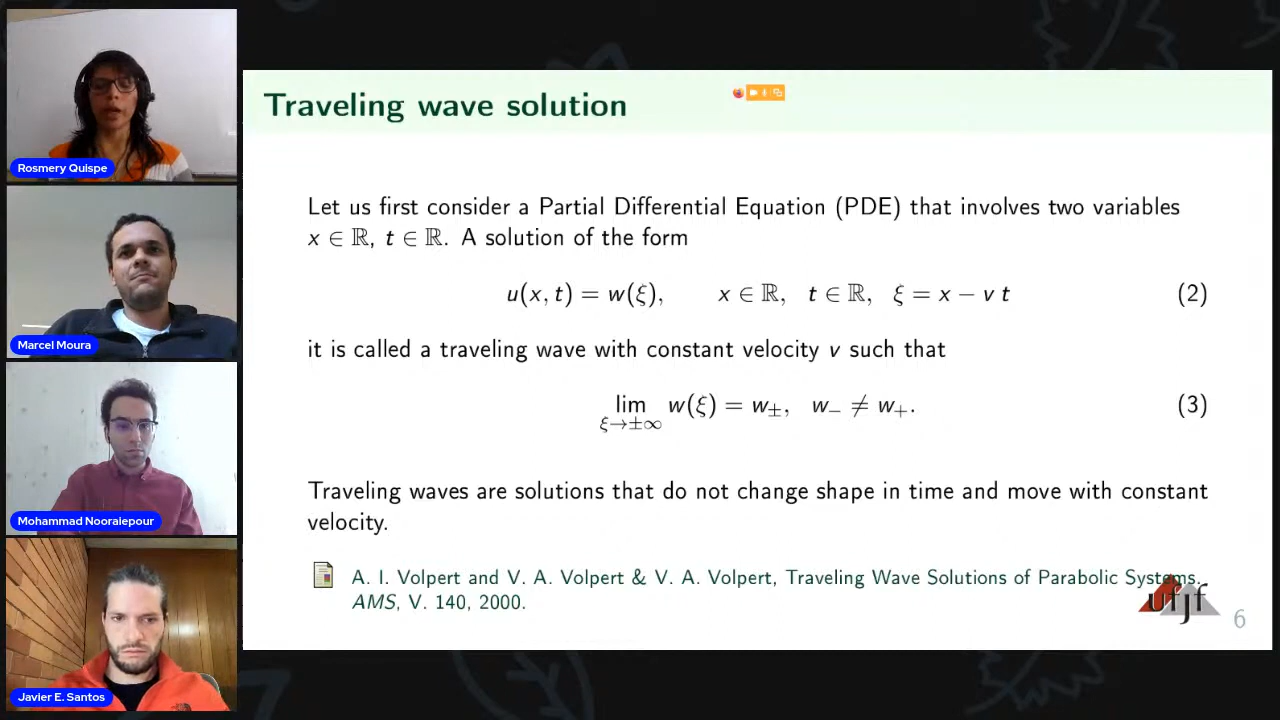 Rosmery Quispe
Marcel Moura
Mohammad Nooraiepour
Javier E. Santos
Traveling wave solution
Let us first consider a Partial Differential Equation (PDE) that involves two variables
x ∈ ℝ, t ∈ ℝ. A solution of the form
u(x, t) = w(ξ), x ∈ ℝ, t ∈ ℝ, ξ = x − v t (2)
it is called a traveling wave with constant velocity v such that
lim w(ξ) = w±, w− ≠ w+. (3)
ξ→±∞
Traveling waves are solutions that do not change shape in time and move with constant
velocity.
A. I. Volpert and V. A. Volpert & V. A. Volpert, Traveling Wave Solutions of Parabolic Systems.
AMS, V. 140, 2000.
ufjf
6